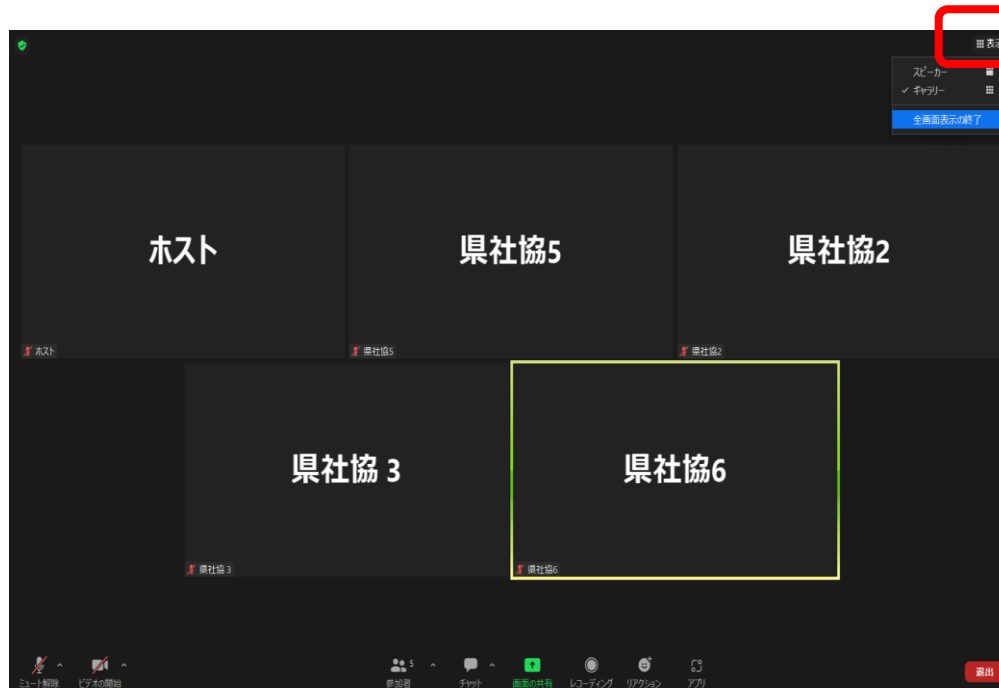 表示
スピーカー
ギャラリー
全画面表示の終了
ホスト
県社協5
県社協2
ホスト
県社協5
県社協2
県社協 3
県社協6
県社協 3
県社協6
ミュート解除 ビデオの開始 参加者 5 チャット 画面の共有 レコーディング リアクション アプリ 退出